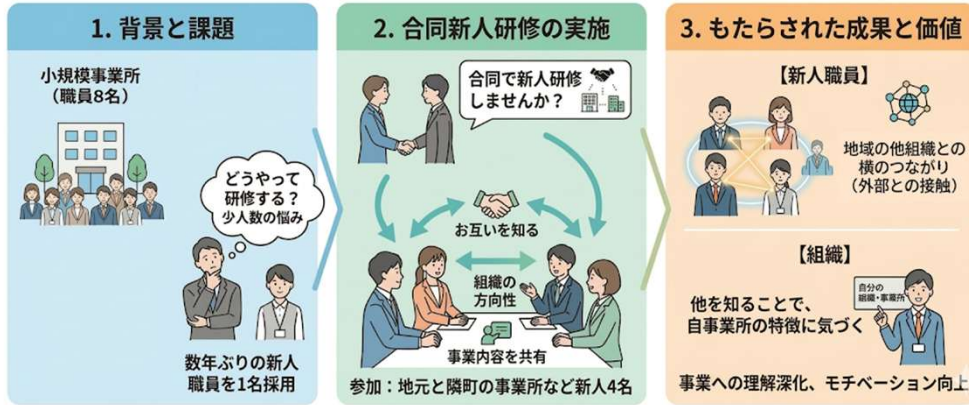 1. 背景と課題
小規模事業所
（職員8名）
どうやって
研修する？
少人数の悩み
数年ぶりの新人
職員を1名採用
2. 合同新人研修の実施
合同で新人研修
しませんか？
お互いを知る
組織の
方向性
事業内容を共有
参加：地元と隣町の事業所など新人4名
3. もたらされた成果と価値
【新人職員】
地域の他組織との
横のつながり
（外部との接触）
【組織】
自分の
組織・事業所
他を知ることで、
自事業所の特徴に気づく
事業への理解深化、モチベーション向上